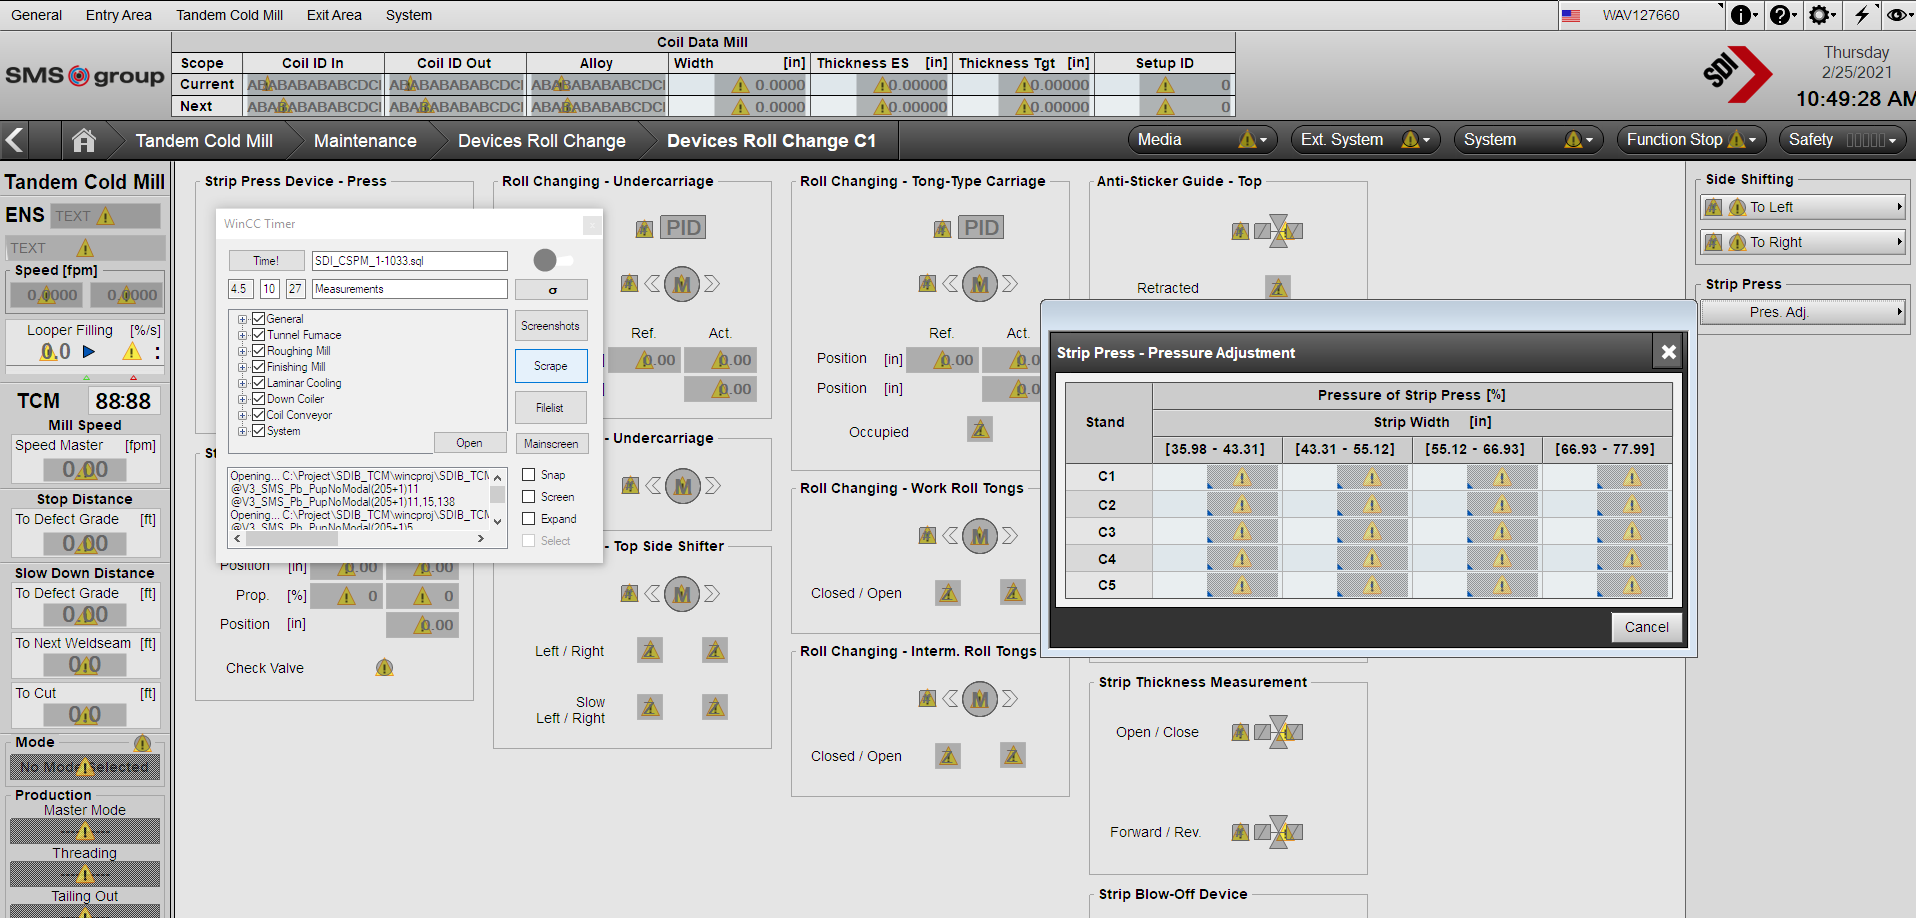 General Entry Area Tandem Cold Mill Exit Area System WAV127660
SMS group
Coil Data Mill
Scope Coil ID In Coil ID Out Alloy Width [in] Thickness ES [in] Thickness Tgt [in] Setup ID
Current ABABABABABCDCI ABABABABABCDCI ABABABABABCDCI 0.0000 0.00000 0.00000 0
Next ABABABABABCDCI ABABABABABCDCI ABABABABABCDCI 0.0000 0.00000 0.00000 0
SDI
Thursday
2/25/2021
10:49:28 AM
Tandem Cold Mill Maintenance Devices Roll Change Devices Roll Change C1
Media Ext. System System Function Stop Safety
Tandem Cold Mill
ENS TEXT
TEXT
Speed [fpm]
0.0000 0.0000
Looper Filling [%/s]
0.0 :
TCM 88:88
Mill Speed
Speed Master [fpm]
0.00
Stop Distance
To Defect Grade [ft]
0.00
Slow Down Distance
To Defect Grade [ft]
0.00
To Next Weldseam [ft]
0.0
To Cut [ft]
0.0
Mode
No Mode Selected
Production
Master Mode
Threading
Tailing Out
Strip Press Device - Press
WinCC Timer
Time! SDI_CSPM_1-1033.sql
4.5 10 27 Measurements σ
General
Tunnel Furnace
Roughing Mill
Finishing Mill
Laminar Cooling
Down Coiler
Coil Conveyor
System
Open
Screenshots
Scrape
Filelist
Mainscreen
Opening... C:\Project\SDIB_TCM\wincproj\SDIB_TCM
@V3_SMS_Pb_PupNoModal(205+1)11
@V3_SMS_Pb_PupNoModal(205+1)11,15,138
Opening... C:\Project\SDIB_TCM\wincproj\SDIB_TCM
@V3_SMS_Pb_PupNoModal(205+1)5
Snap
Screen
Expand
Select
Position [in] 0.00 0.00
Prop. [%] 0 0
Position [in] 0.00
Check Valve
Roll Changing - Undercarriage
PID
M
Ref. Act.
0.00 0.00
0.00
- Undercarriage
M
- Top Side Shifter
M
Left / Right
Slow
Left / Right
Roll Changing - Tong-Type Carriage
PID
M
Ref. Act.
Position [in] 0.00 0.0
Position [in] 0.0
Occupied
Roll Changing - Work Roll Tongs
M
Closed / Open
Roll Changing - Interm. Roll Tongs
M
Closed / Open
Anti-Sticker Guide - Top
Retracted
Strip Press - Pressure Adjustment
Stand Pressure of Strip Press [%]
Strip Width [in]
[35.98 - 43.31] [43.31 - 55.12] [55.12 - 66.93] [66.93 - 77.99]
C1
C2
C3
C4
C5
Cancel
Strip Thickness Measurement
Open / Close
Forward / Rev.
Strip Blow-Off Device
Side Shifting
To Left
To Right
Strip Press
Pres. Adj.